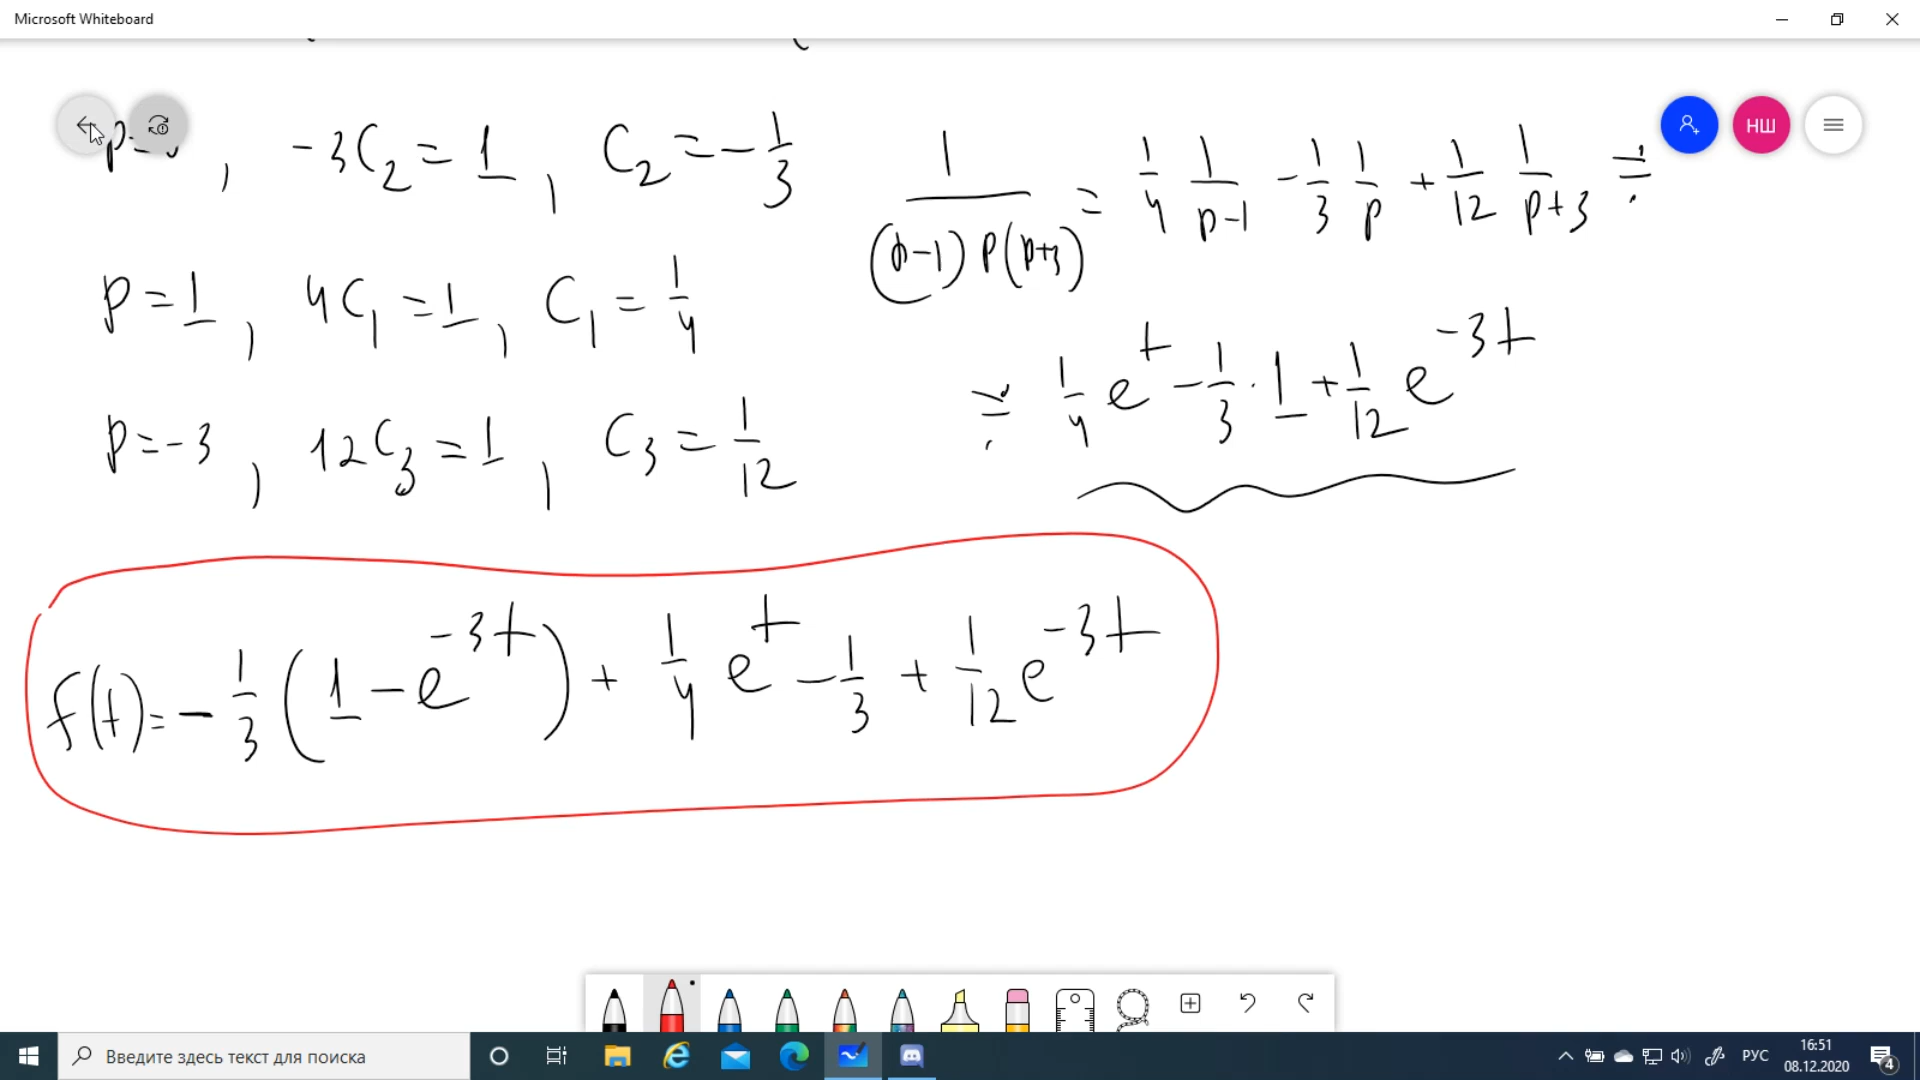 Microsoft Whiteboard
НШ
, -3C₂ = 1, C₂ = -1/3
p = 1, 4C₁ = 1, C₁ = 1/4
p = -3, 12C₃ = 1, C₃ = 1/12
1/((p-1)p(p+3)) = 1/4 1/(p-1) - 1/3 1/p + 1/12 1/(p+3) ≓
≓ 1/4 e^t - 1/3 · 1 + 1/12 e^(-3t)
f(t) = -1/3 (1 - e^(-3t)) + 1/4 e^t - 1/3 + 1/12 e^(-3t)
Введите здесь текст для поиска
РУС
16:51
08.12.2020
4